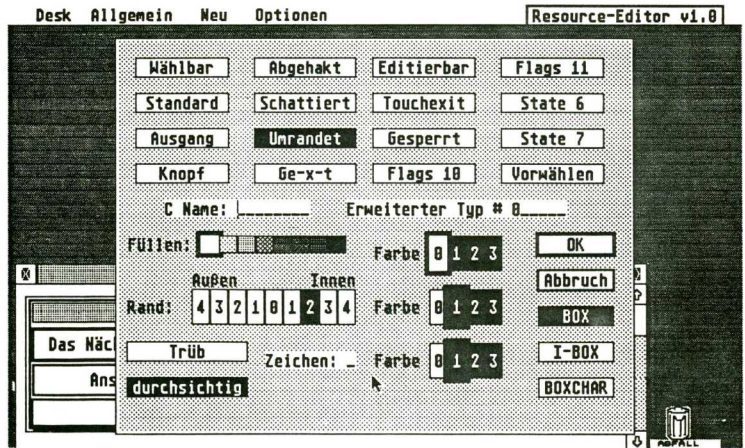 Desk Allgemein Neu Optionen Resource-Editor v1.0
Wählbar Abgehakt Editierbar Flags 11
Standard Schattiert Touchexit State 6
Ausgang Umrandet Gesperrt State 7
Knopf Ge-x-t Flags 10 Vorwählen
C Name: ________ Erweiterter Typ # 0_____
Füllen: Farbe 0 1 2 3 OK
Außen Innen Abbruch
Rand: 4 3 2 1 0 1 2 3 4 Farbe 0 1 2 3 BOX
Das Näc
Trüb Zeichen: _ Farbe 0 1 2 3 I-BOX
Ans durchsichtig BOXCHAR
ABFALL